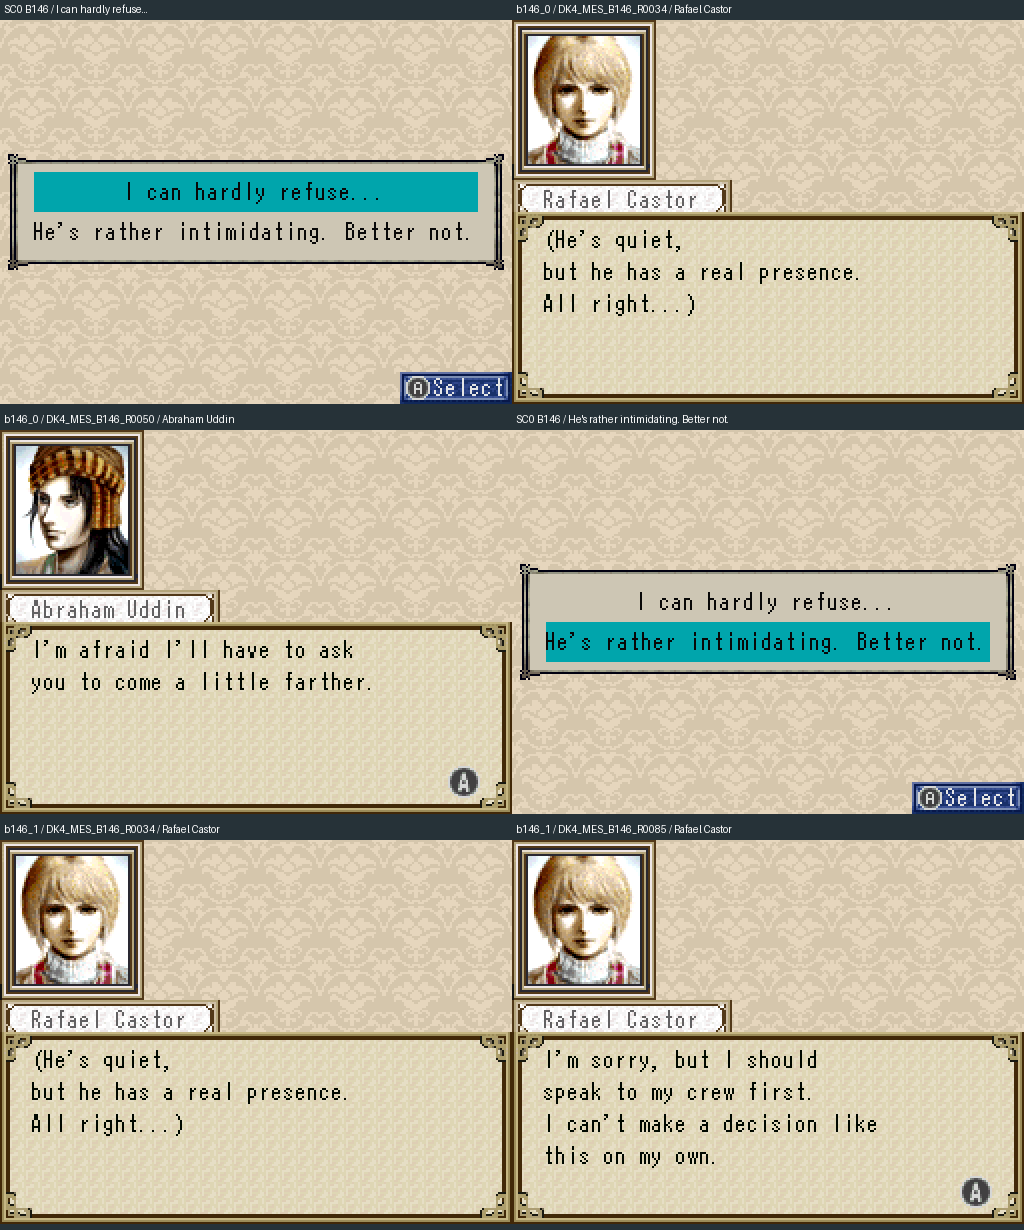 SC0 B146 / I can hardly refuse...
I can hardly refuse...
He's rather intimidating. Better not.
A Select
b146_0 / DK4_MES_B146_R0034 / Rafael Castor
Rafael Castor
(He's quiet,
but he has a real presence.
All right...)
b146_0 / DK4_MES_B146_R0050 / Abraham Uddin
Abraham Uddin
I'm afraid I'll have to ask
you to come a little farther.
A
SC0 B146 / He's rather intimidating. Better not.
I can hardly refuse...
He's rather intimidating. Better not.
A Select
b146_1 / DK4_MES_B146_R0034 / Rafael Castor
Rafael Castor
(He's quiet,
but he has a real presence.
All right...)
b146_1 / DK4_MES_B146_R0085 / Rafael Castor
Rafael Castor
I'm sorry, but I should
speak to my crew first.
I can't make a decision like
this on my own.
A